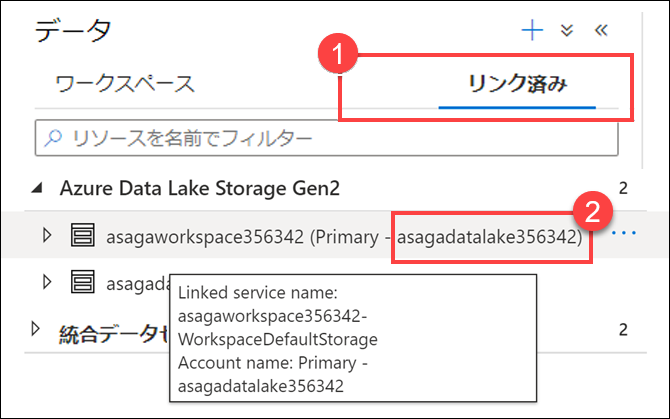 データ
1
ワークスペース
リンク済み
リソースを名前でフィルター
Azure Data Lake Storage Gen2 2
2
asagaworkspace356342 (Primary - asagadatalake356342) ...
asagada
Linked service name:
asagaworkspace356342-
WorkspaceDefaultStorage
Account name: Primary -
asagadatalake356342
統合データ 2